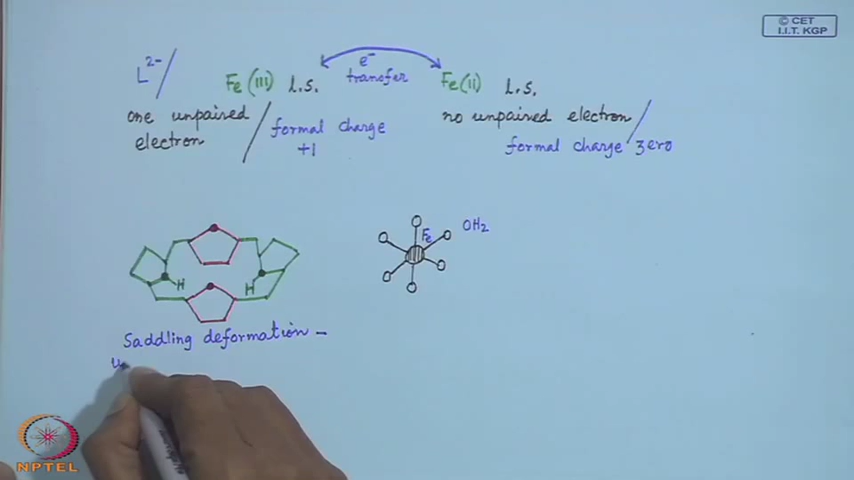 © CET
I.I.T. KGP
L2-
Fe(III) L.S.
e-
transfer
Fe(II) L.S.
one unpaired
electron
formal charge
+1
no unpaired electron
formal charge zero
OH2
Fe
H
H
Saddling deformation –
NPTEL